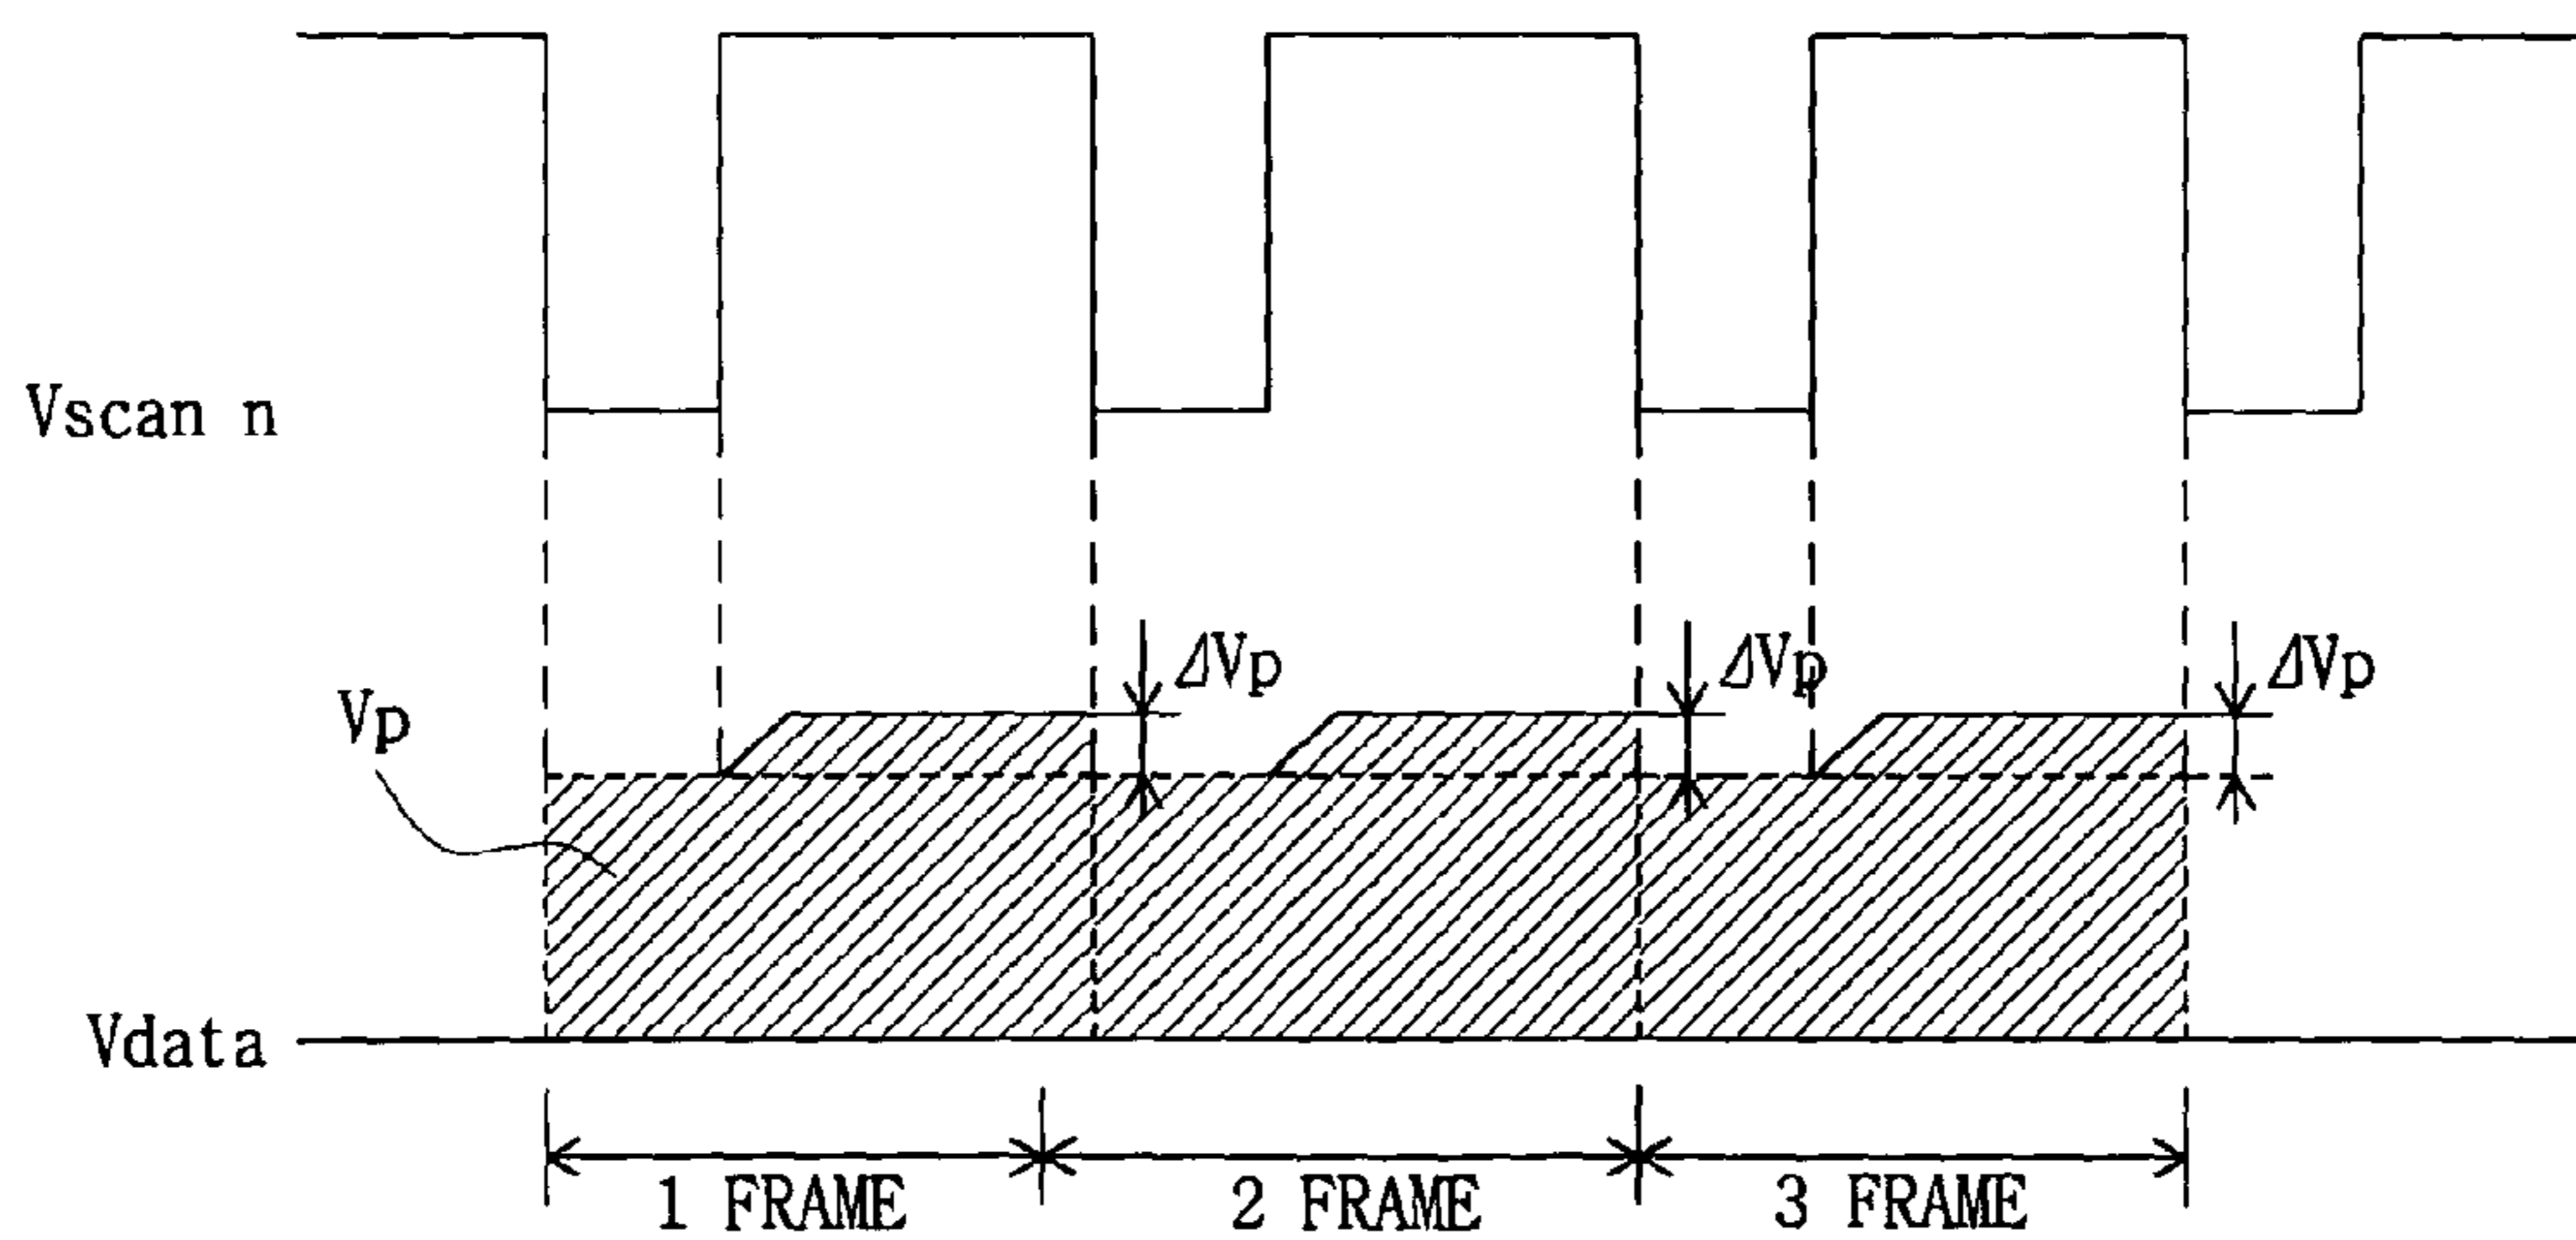 Vscan n
ΔVp
ΔVp
ΔVp
Vp
Vdata
1 FRAME
2 FRAME
3 FRAME